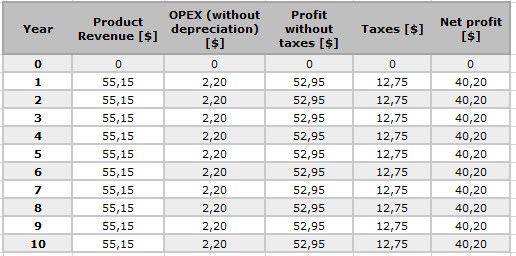 Year Product Revenue [$] OPEX (without depreciation) [$] Profit without taxes [$] Taxes [$] Net profit [$]
0 0 0 0 0 0
1 55,15 2,20 52,95 12,75 40,20
2 55,15 2,20 52,95 12,75 40,20
3 55,15 2,20 52,95 12,75 40,20
4 55,15 2,20 52,95 12,75 40,20
5 55,15 2,20 52,95 12,75 40,20
6 55,15 2,20 52,95 12,75 40,20
7 55,15 2,20 52,95 12,75 40,20
8 55,15 2,20 52,95 12,75 40,20
9 55,15 2,20 52,95 12,75 40,20
10 55,15 2,20 52,95 12,75 40,20